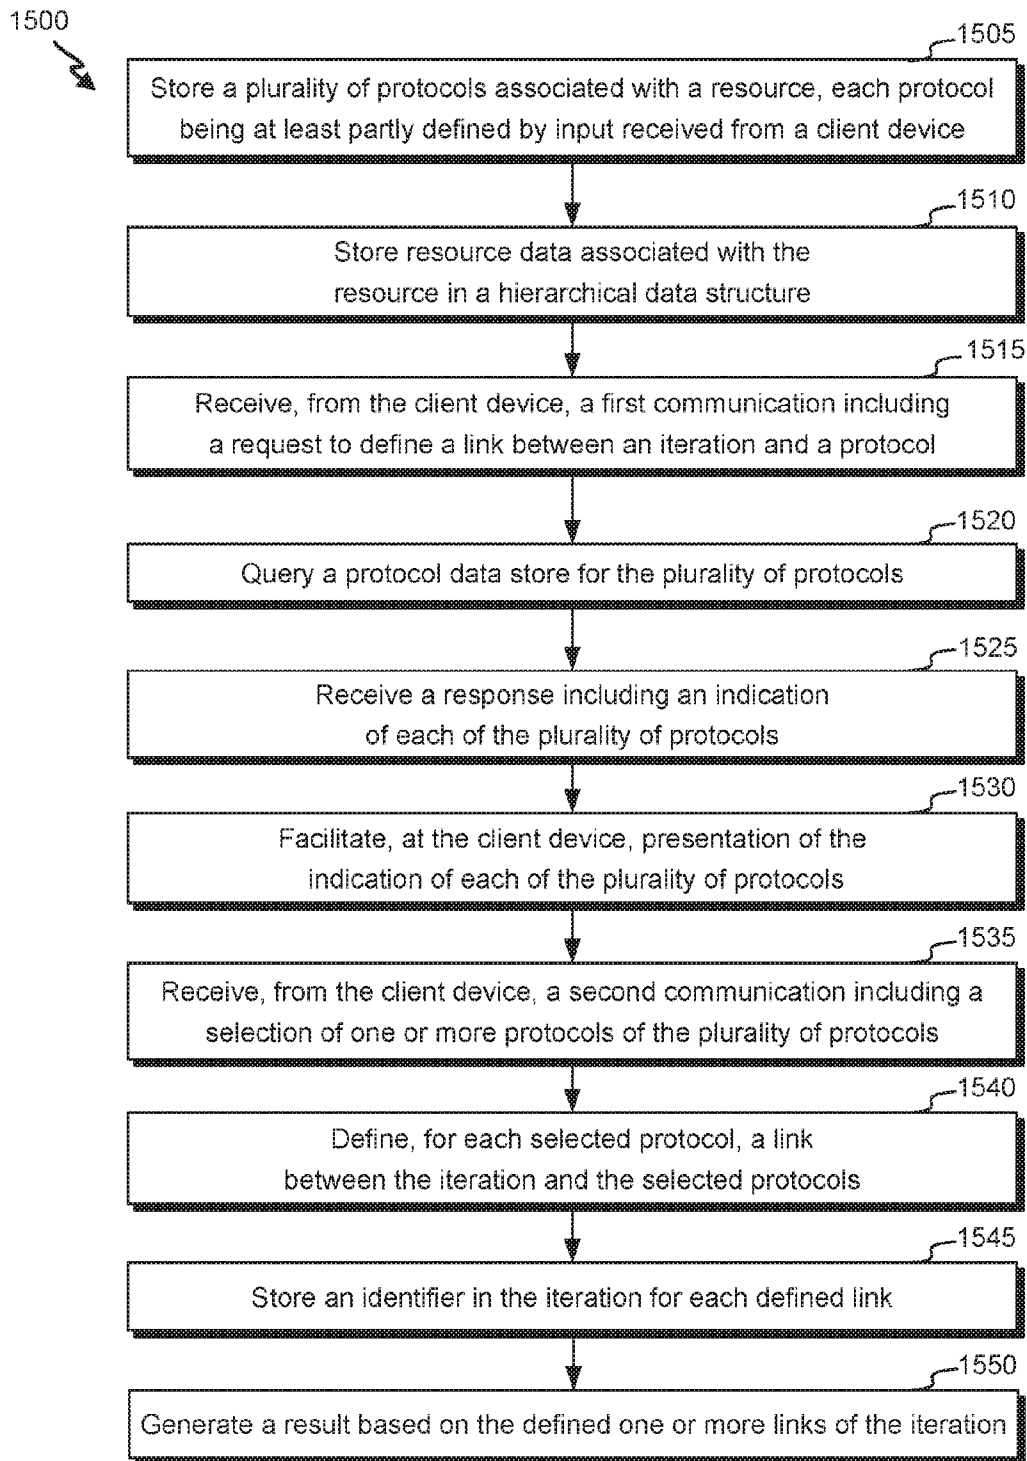 1500
1505
Store a plurality of protocols associated with a resource, each protocol
being at least partly defined by input received from a client device
1510
Store resource data associated with the
resource in a hierarchical data structure
1515
Receive, from the client device, a first communication including
a request to define a link between an iteration and a protocol
1520
Query a protocol data store for the plurality of protocols
1525
Receive a response including an indication
of each of the plurality of protocols
1530
Facilitate, at the client device, presentation of the
indication of each of the plurality of protocols
1535
Receive, from the client device, a second communication including a
selection of one or more protocols of the plurality of protocols
1540
Define, for each selected protocol, a link
between the iteration and the selected protocols
1545
Store an identifier in the iteration for each defined link
1550
Generate a result based on the defined one or more links of the iteration